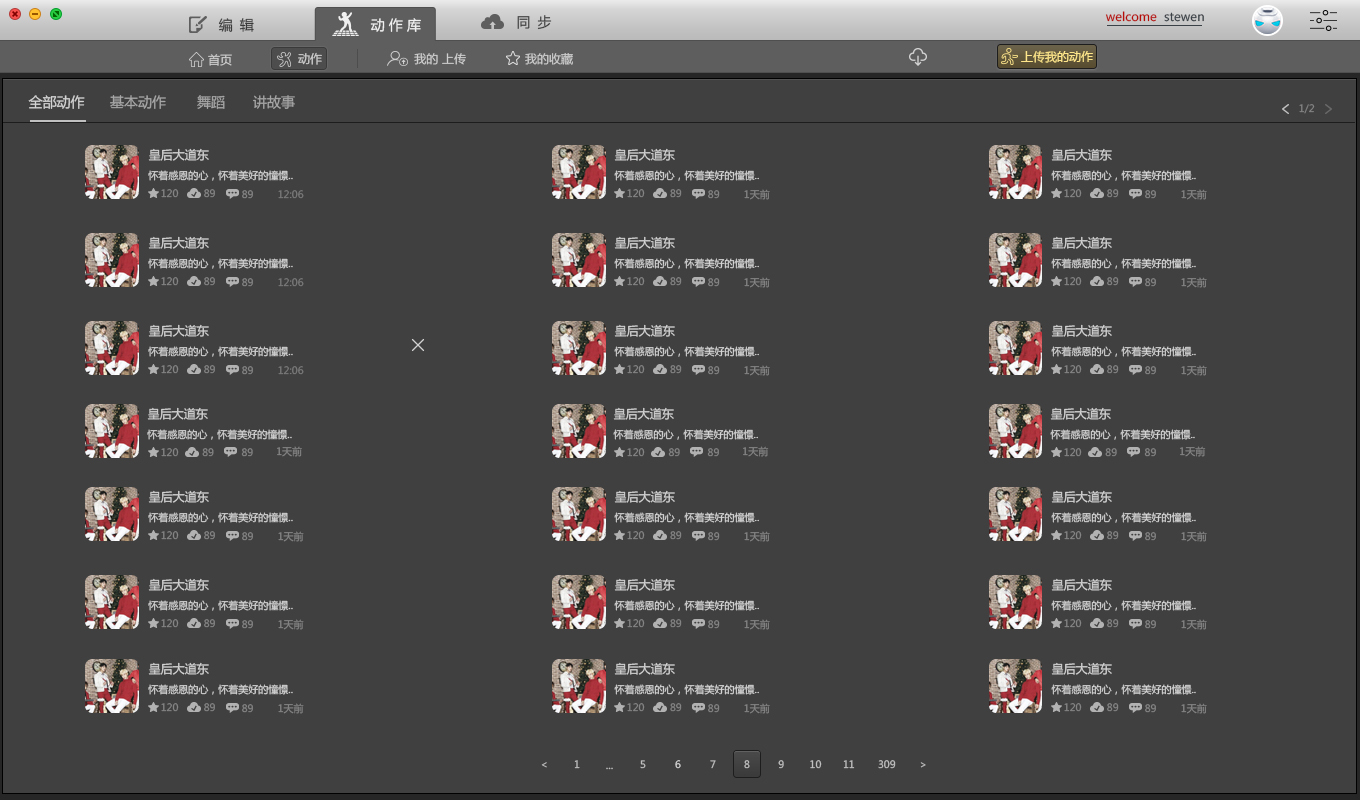 编 辑
动 作 库
同 步
welcome stewen
首页
动作
我的 上传
我的收藏
上传我的动作
全部动作 基本动作 舞蹈 讲故事
1/2
皇后大道东 皇后大道东 皇后大道东
怀着感恩的心，怀着美好的憧憬.. 怀着感恩的心，怀着美好的憧憬.. 怀着感恩的心，怀着美好的憧憬..
120 89 89 12:06 120 89 89 1天前 120 89 89 1天前
皇后大道东 皇后大道东 皇后大道东
怀着感恩的心，怀着美好的憧憬.. 怀着感恩的心，怀着美好的憧憬.. 怀着感恩的心，怀着美好的憧憬..
120 89 89 12:06 120 89 89 1天前 120 89 89 1天前
皇后大道东 皇后大道东 皇后大道东
怀着感恩的心，怀着美好的憧憬.. 怀着感恩的心，怀着美好的憧憬.. 怀着感恩的心，怀着美好的憧憬..
120 89 89 12:06 120 89 89 1天前 120 89 89 1天前
皇后大道东 皇后大道东 皇后大道东
怀着感恩的心，怀着美好的憧憬.. 怀着感恩的心，怀着美好的憧憬.. 怀着感恩的心，怀着美好的憧憬..
120 89 89 1天前 120 89 89 1天前 120 89 89 1天前
皇后大道东 皇后大道东 皇后大道东
怀着感恩的心，怀着美好的憧憬.. 怀着感恩的心，怀着美好的憧憬.. 怀着感恩的心，怀着美好的憧憬..
120 89 89 1天前 120 89 89 1天前 120 89 89 1天前
皇后大道东 皇后大道东 皇后大道东
怀着感恩的心，怀着美好的憧憬.. 怀着感恩的心，怀着美好的憧憬.. 怀着感恩的心，怀着美好的憧憬..
120 89 89 1天前 120 89 89 1天前 120 89 89 1天前
皇后大道东 皇后大道东 皇后大道东
怀着感恩的心，怀着美好的憧憬.. 怀着感恩的心，怀着美好的憧憬.. 怀着感恩的心，怀着美好的憧憬..
120 89 89 1天前 120 89 89 1天前 120 89 89 1天前
< 1 ... 5 6 7 8 9 10 11 309 >